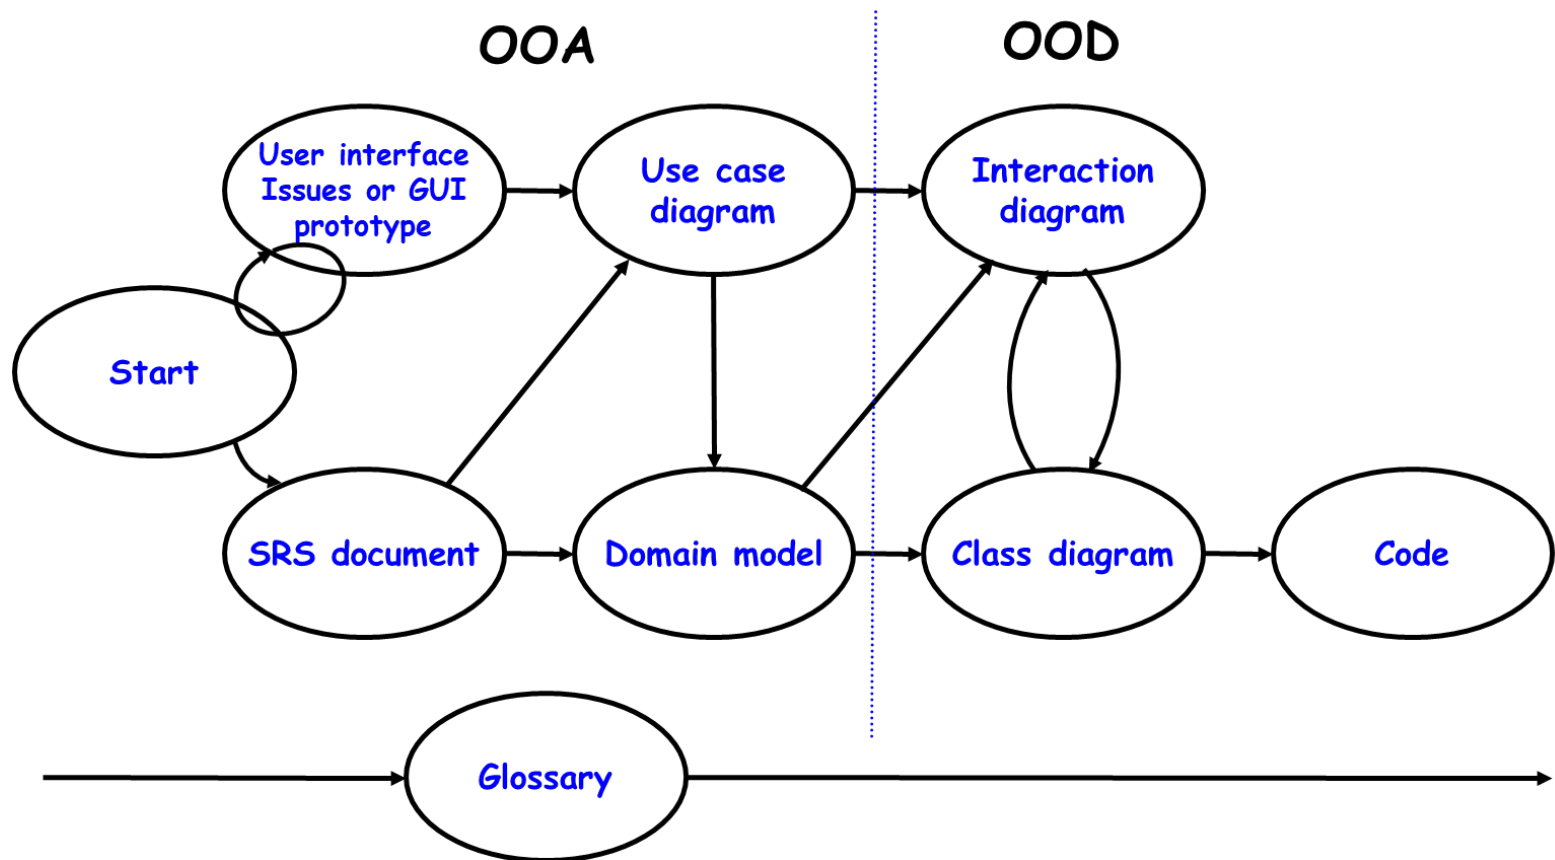 OOA
OOD
User interface
Issues or GUI
prototype
Use case
diagram
Interaction
diagram
Start
SRS document
Domain model
Class diagram
Code
Glossary